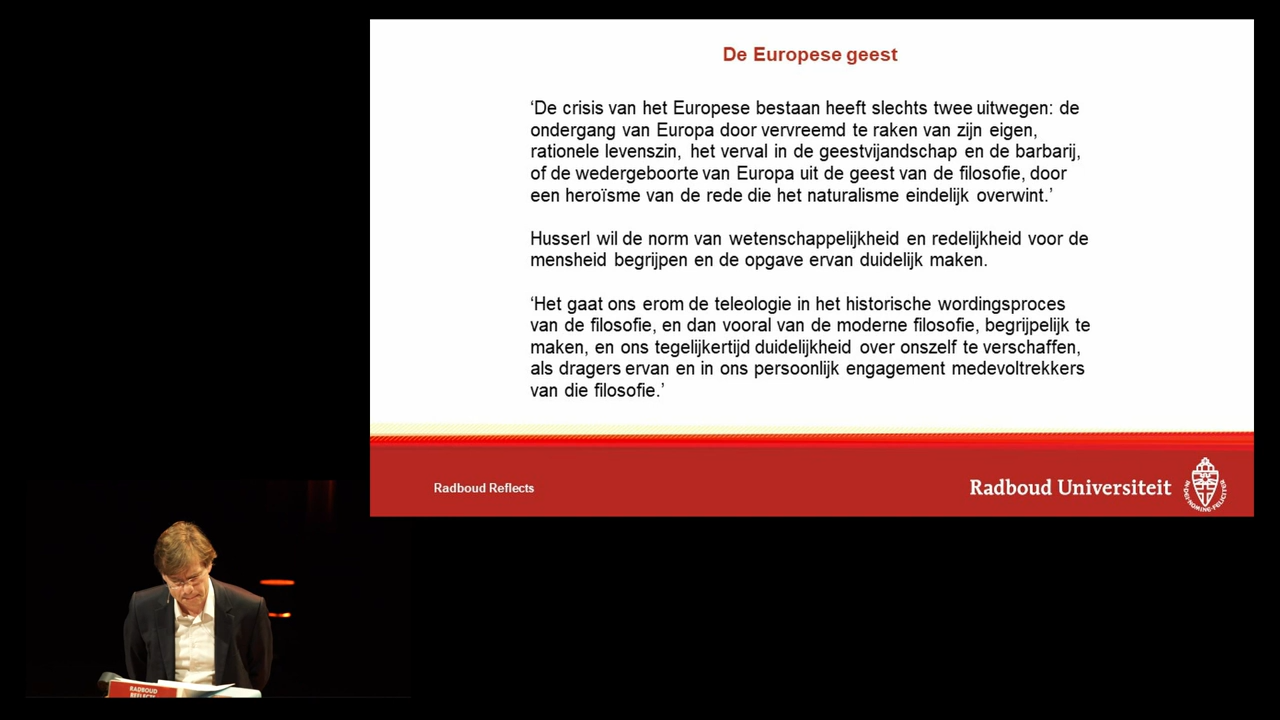 De Europese geest
‘De crisis van het Europese bestaan heeft slechts twee uitwegen: de
ondergang van Europa door vervreemd te raken van zijn eigen,
rationele levenszin, het verval in de geestvijandschap en de barbarij,
of de wedergeboorte van Europa uit de geest van de filosofie, door
een heroïsme van de rede die het naturalisme eindelijk overwint.’
Husserl wil de norm van wetenschappelijkheid en redelijkheid voor de
mensheid begrijpen en de opgave ervan duidelijk maken.
‘Het gaat ons erom de teleologie in het historische wordingsproces
van de filosofie, en dan vooral van de moderne filosofie, begrijpelijk te
maken, en ons tegelijkertijd duidelijkheid over onszelf te verschaffen,
als dragers ervan en in ons persoonlijk engagement medevoltrekkers
van die filosofie.’
Radboud Reflects
Radboud Universiteit
IN DEI NOMINE FELICITER
RADBOUD
REFLECTS